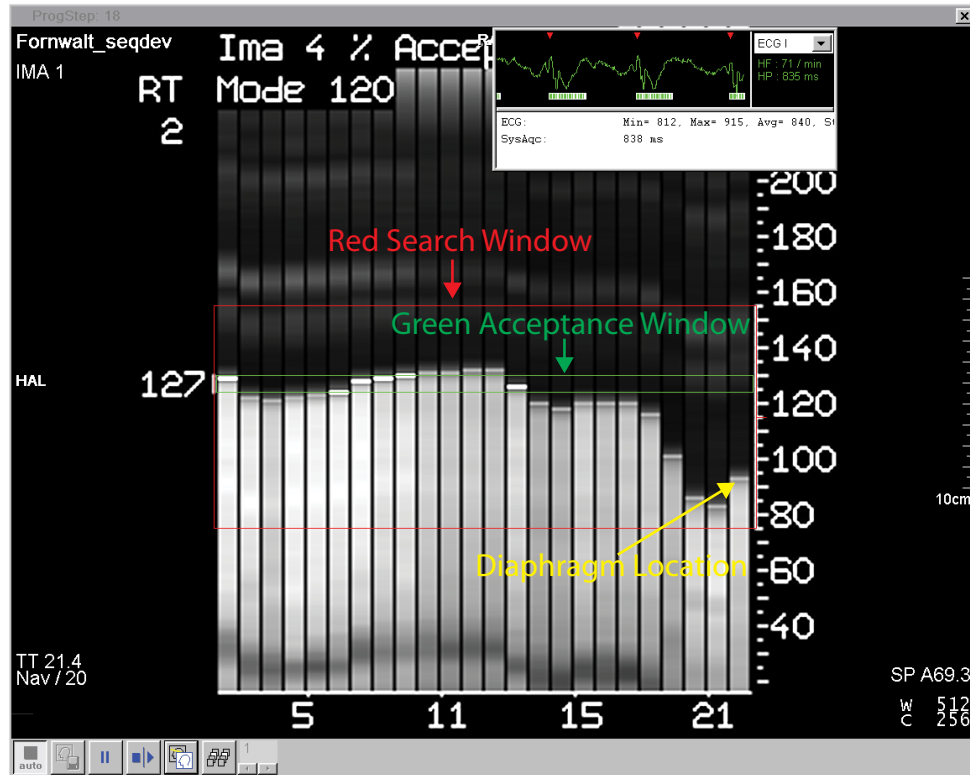 ProgStep: 18
Fornwalt_seqdev
IMA 1
Ima 4 %
RT Mode 120
2
ECG I
HF : 71 / min
HP : 835 ms
ECG: Min= 812, Max= 915, Avg= 840,
SysAqc: 838 ms
200
180
160
140
120
100
80
60
40
Red Search Window
Green Acceptance Window
HAL
127
10cm
Diaphragm Location
TT 21.4
Nav / 20
SP A69.3
W 512
C 256
5 11 15 21
auto
1